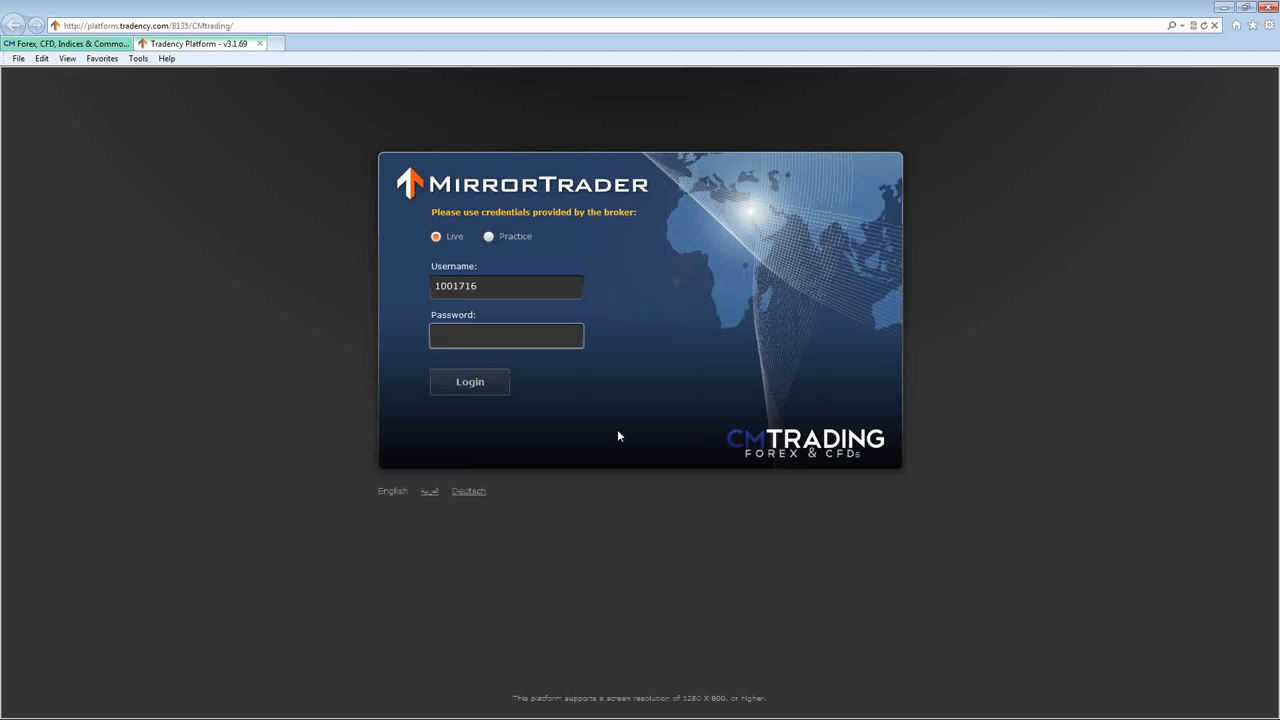 http://platform.tradency.com/B135/CMtrading/
CM Forex, CFD, Indices & Commo...
Tradency Platform - v3.1.69
File Edit View Favorites Tools Help
MIRRORTRADER
Please use credentials provided by the broker:
Live Practice
Username:
1001716
Password:
Login
CMTRADING
FOREX & CFDs
English العربية Deutsch
This platform supports a screen resolution of 1280 X 800, or higher.